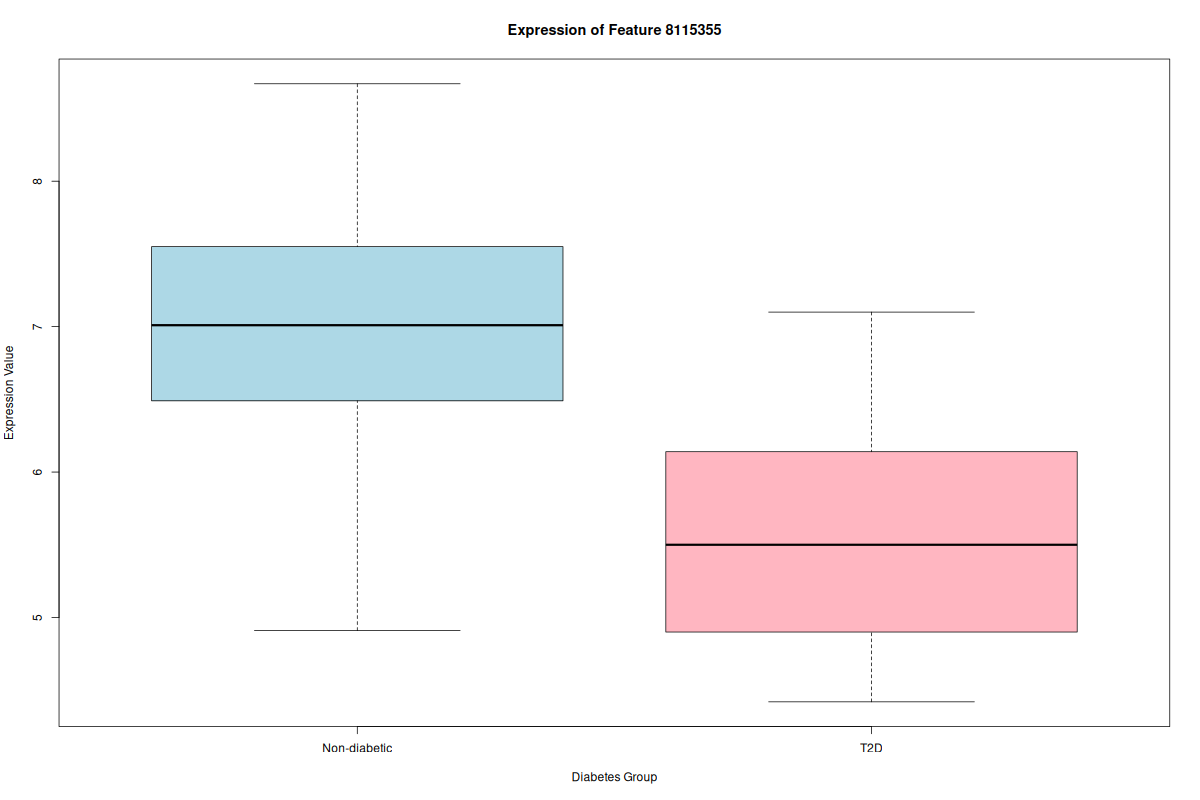 Expression of Feature 8115355
Expression Value
8
7
6
5
Non-diabetic
T2D
Diabetes Group